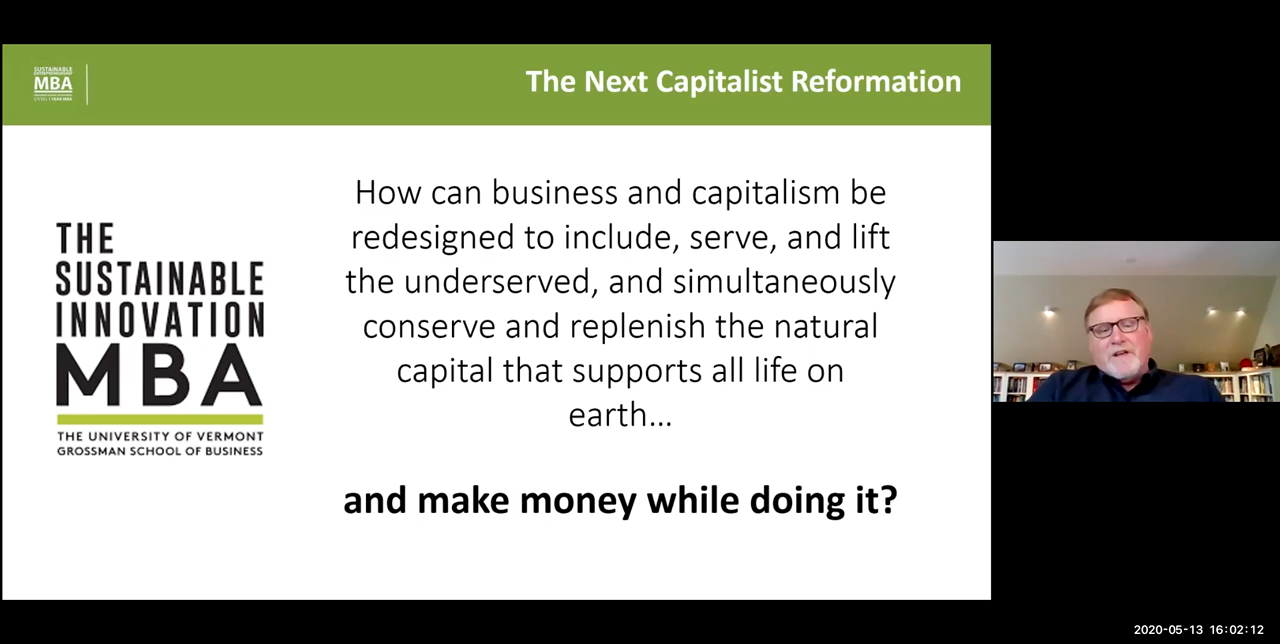 SUSTAINABLE
ENTREPRENEURSHIP
MBA
The Next Capitalist Reformation
THE
SUSTAINABLE
INNOVATION
MBA
THE UNIVERSITY OF VERMONT
GROSSMAN SCHOOL OF BUSINESS
How can business and capitalism be
redesigned to include, serve, and lift
the underserved, and simultaneously
conserve and replenish the natural
capital that supports all life on
earth...
and make money while doing it?
2020-05-13 16:02:12